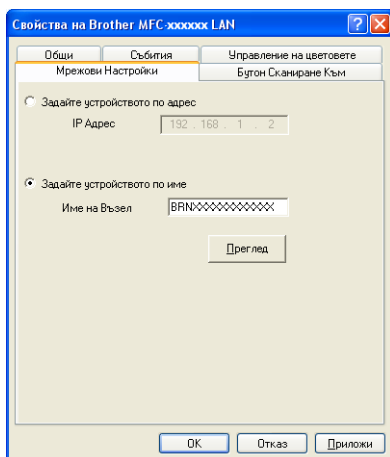 Свойства на Brother MFC-xxxxxx LAN
Общи Събития Управление на цветовете
Мрежови Настройки Бутон Сканиране Към
Задайте устройството по адрес
IP Адрес 192 . 168 . 1 . 2
Задайте устройството по име
Име на Възел BRNXXXXXXXXXXXX
Преглед
OK Отказ Приложи